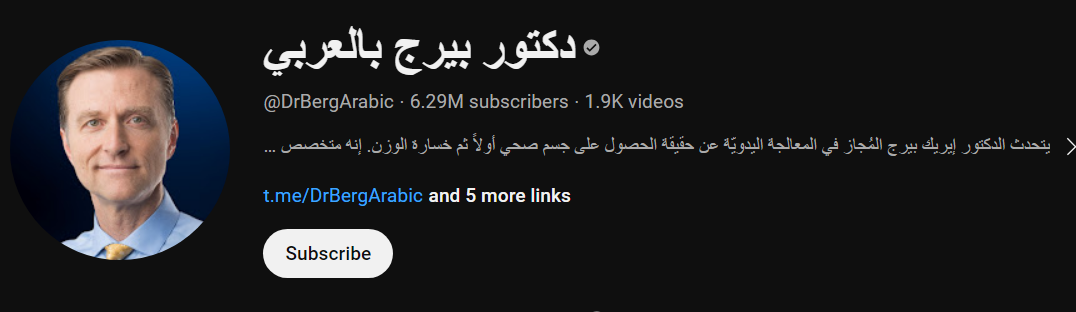 دكتور بيرج بالعربي
@DrBergArabic · 6.29M subscribers · 1.9K videos
يتحدث الدكتور إيريك بيرج المُجاز في المعالجة اليدويّة عن حقيقة الحصول على جسم صحي أولاً ثم خسارة الوزن. إنه متخصص ...
t.me/DrBergArabic and 5 more links
Subscribe